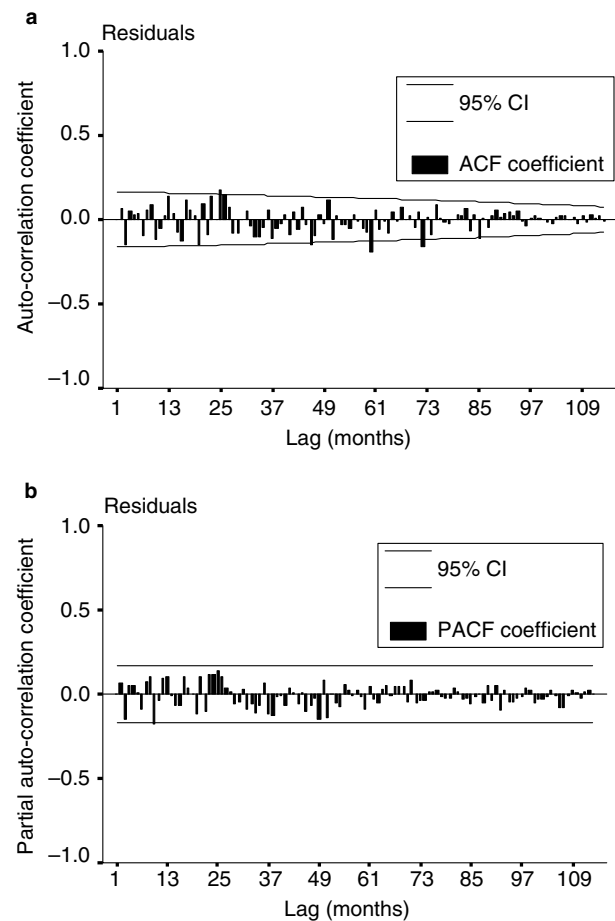 a
Residuals
1.0
0.5
0.0
−0.5
−1.0
Auto-correlation coefficient
95% CI
ACF coefficient
1 13 25 37 49 61 73 85 97 109
Lag (months)
b
Residuals
1.0
0.5
0.0
−0.5
−1.0
Partial auto-correlation coefficient
95% CI
PACF coefficient
1 13 25 37 49 61 73 85 97 109
Lag (months)